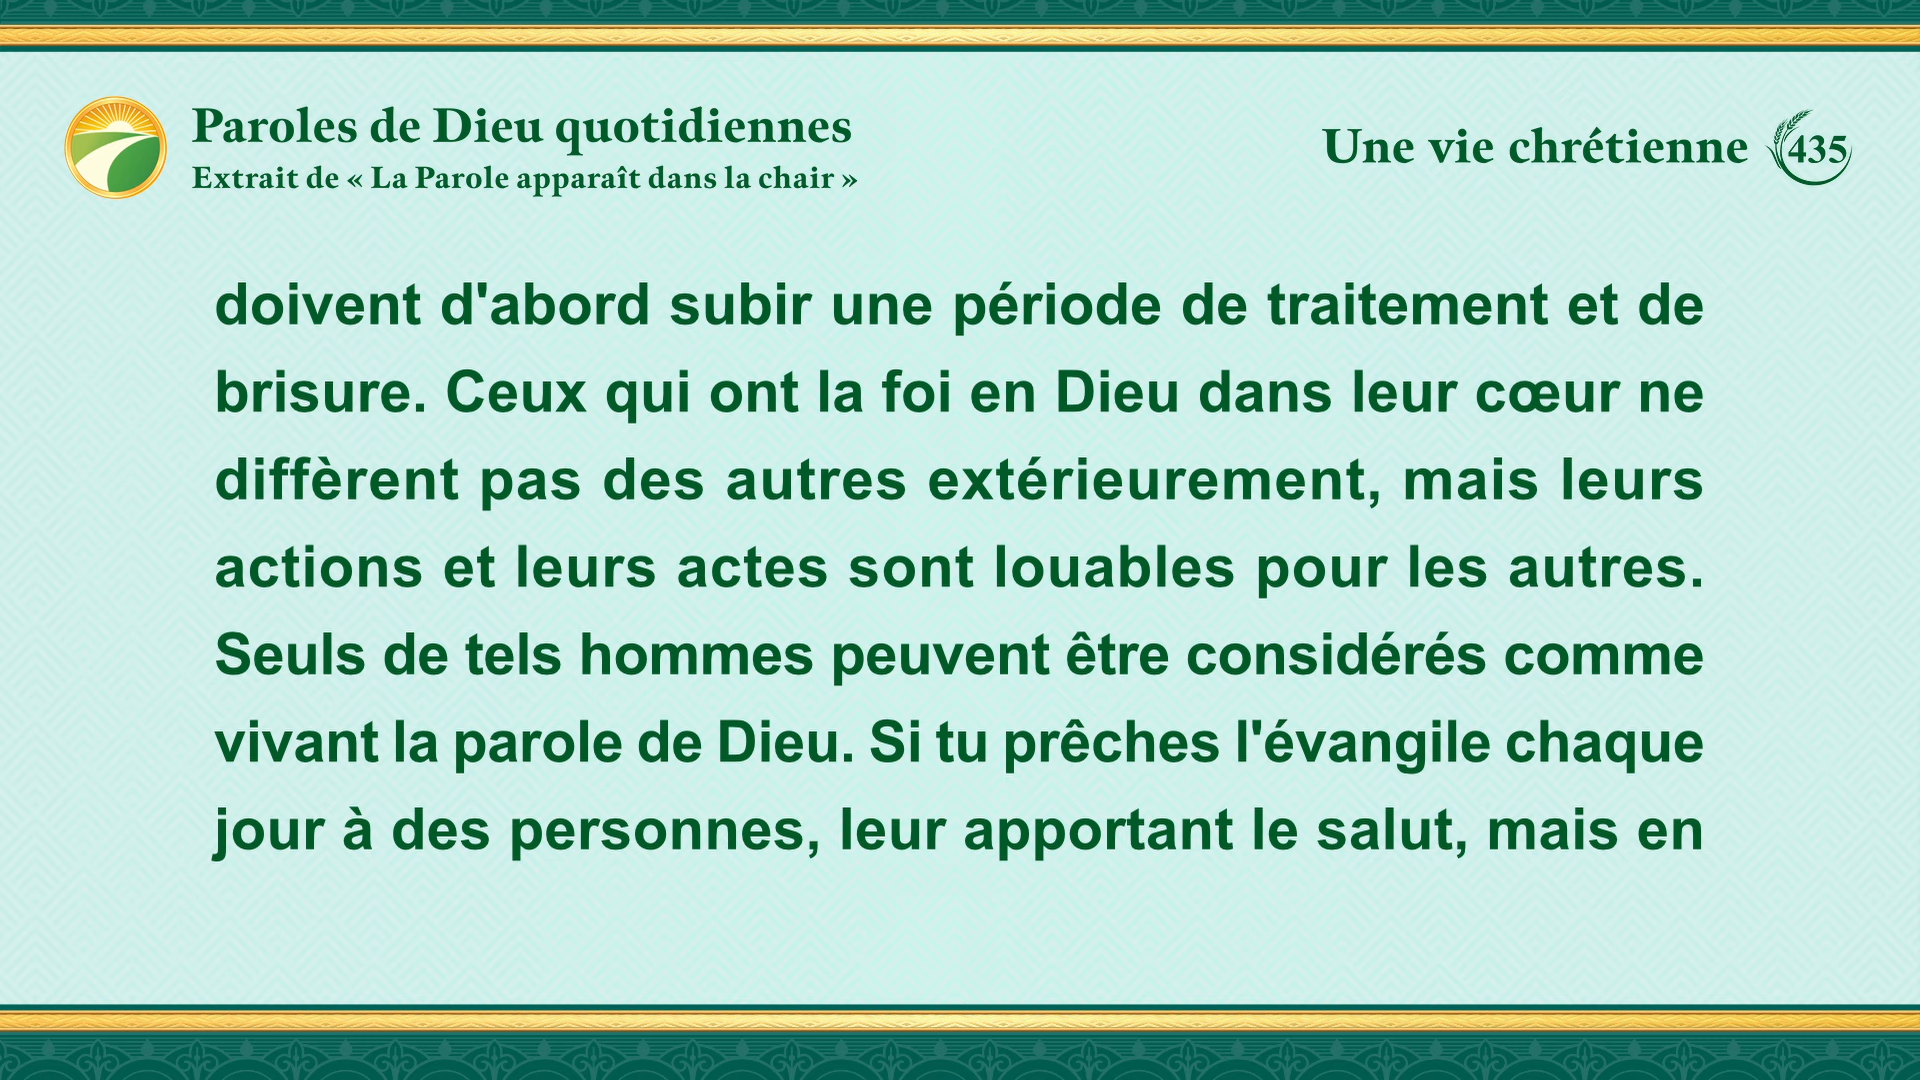 Paroles de Dieu quotidiennes
Extrait de « La Parole apparaît dans la chair »
Une vie chrétienne 435
doivent d'abord subir une période de traitement et de
brisure. Ceux qui ont la foi en Dieu dans leur cœur ne
diffèrent pas des autres extérieurement, mais leurs
actions et leurs actes sont louables pour les autres.
Seuls de tels hommes peuvent être considérés comme
vivant la parole de Dieu. Si tu prêches l'évangile chaque
jour à des personnes, leur apportant le salut, mais en